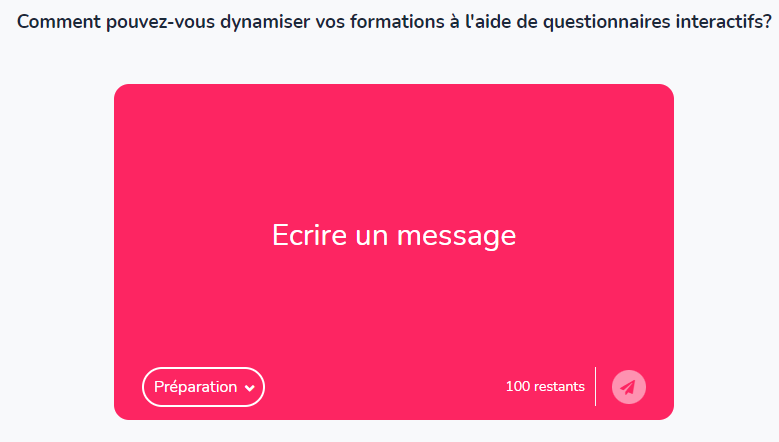 Comment pouvez-vous dynamiser vos formations à l'aide de questionnaires interactifs?
Ecrire un message
Préparation
100 restants